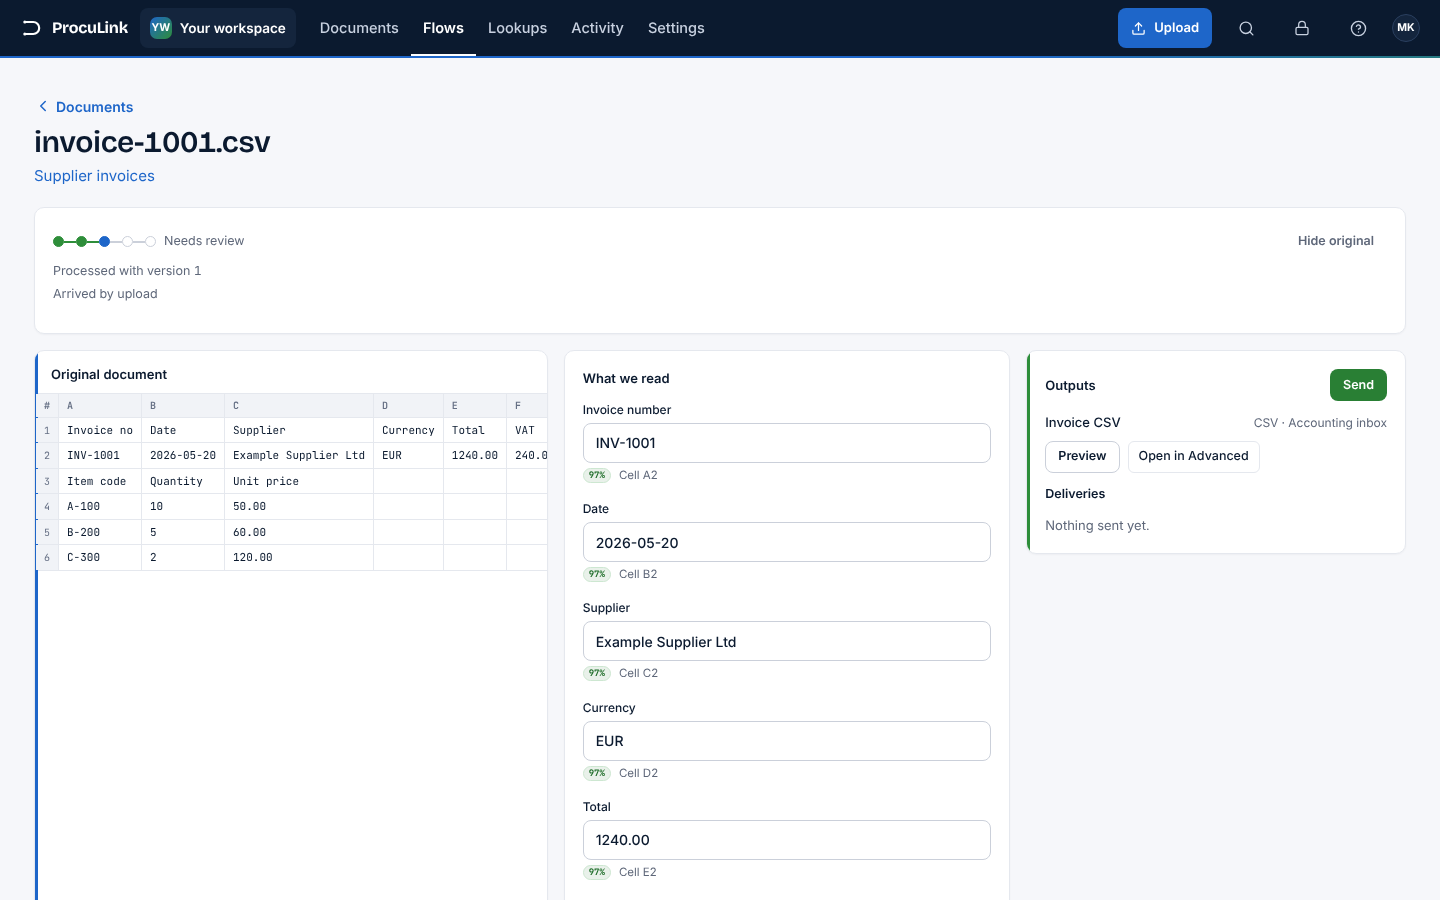 ProcuLink
YW Your workspace
Documents
Flows
Lookups
Activity
Settings
Upload
MK
Documents
invoice-1001.csv
Supplier invoices
Needs review
Hide original
Processed with version 1
Arrived by upload
Original document
# A B C D E F
1 Invoice no Date Supplier Currency Total VAT
2 INV-1001 2026-05-20 Example Supplier Ltd EUR 1240.00 240.0
3 Item code Quantity Unit price
4 A-100 10 50.00
5 B-200 5 60.00
6 C-300 2 120.00
What we read
Invoice number
INV-1001
97% Cell A2
Date
2026-05-20
97% Cell B2
Supplier
Example Supplier Ltd
97% Cell C2
Currency
EUR
97% Cell D2
Total
1240.00
97% Cell E2
Outputs
Send
Invoice CSV
CSV · Accounting inbox
Preview
Open in Advanced
Deliveries
Nothing sent yet.